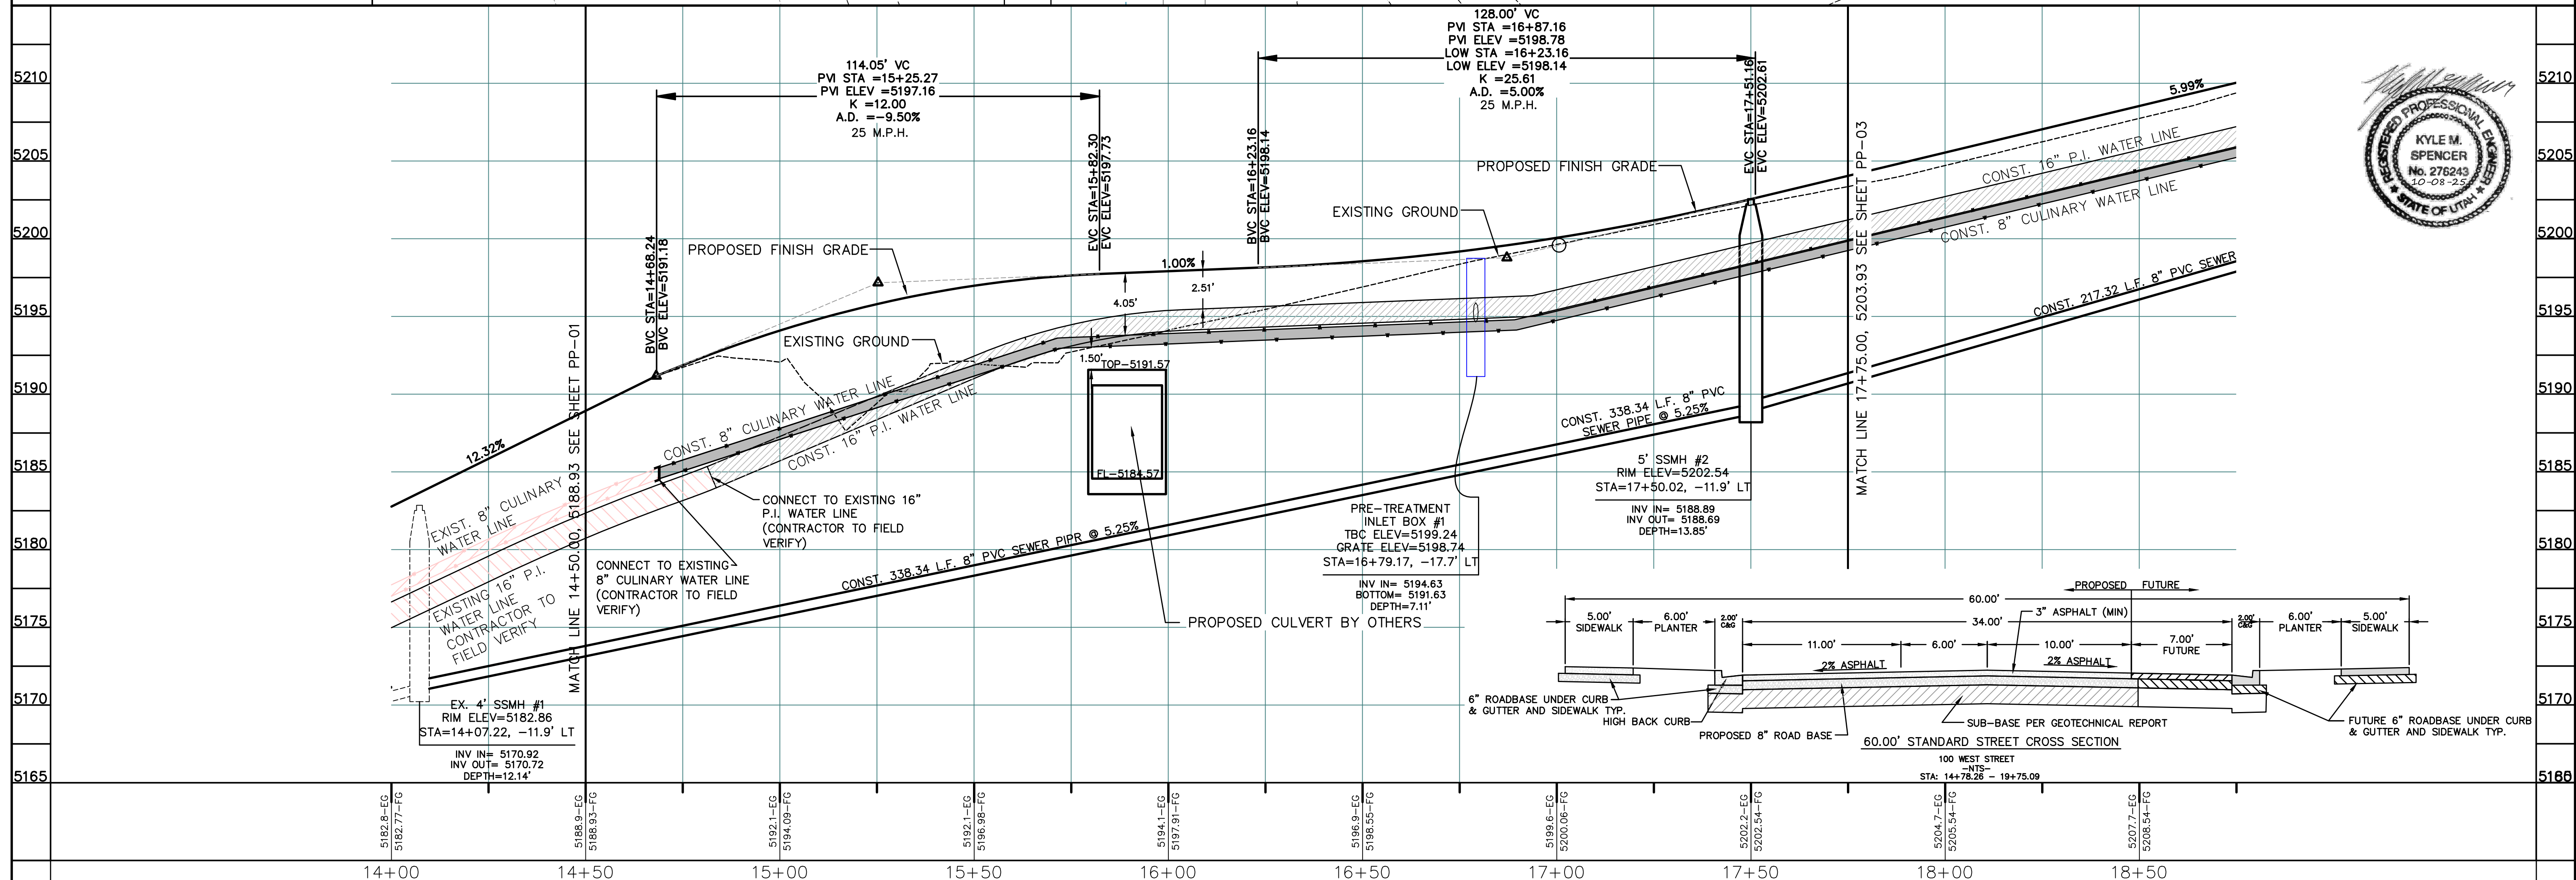 128.00' VC
PVI STA =16+87.16
PVI ELEV =5198.78
LOW STA =16+23.16
LOW ELEV =5198.14
K =25.61
A.D. =5.00%
25 M.P.H.
114.05' VC
PVI STA =15+25.27
PVI ELEV =5197.16
K =12.00
A.D. =-9.50%
25 M.P.H.
5210
5205
5200
5195
5190
5185
5180
5175
5170
5165
BVC STA=14+68.24
BVC ELEV=5191.18
EVC STA=15+82.30
EVC ELEV=5197.73
BVC STA=16+23.16
BVC ELEV=5198.14
EVC STA=17+51.16
EVC ELEV=5202.61
PROPOSED FINISH GRADE
EXISTING GROUND
PROPOSED FINISH GRADE
EXISTING GROUND
12.32%
1.00%
5.99%
4.05'
2.51'
1.50'
TOP-5191.57
FL-5184.57
MATCH LINE 14+50.00, 5188.93 SEE SHEET PP-01
MATCH LINE 17+75.00, 5203.93 SEE SHEET PP-03
CONST. 8" CULINARY WATER LINE
CONST. 16" P.I. WATER LINE
CONST. 16" P.I. WATER LINE
CONST. 8" CULINARY WATER LINE
CONST. 217.32 L.F. 8" PVC SEWER
CONST. 338.34 L.F. 8" PVC
SEWER PIPE @ 5.25%
CONST. 338.34 L.F. 8" PVC SEWER PIPR @ 5.25%
EXIST. 8" CULINARY
WATER LINE
EXISTING 16" P.I.
WATER LINE
CONTRACTOR TO
FIELD VERIFY
CONNECT TO EXISTING 16"
P.I. WATER LINE
(CONTRACTOR TO FIELD
VERIFY)
CONNECT TO EXISTING
8" CULINARY WATER LINE
(CONTRACTOR TO FIELD
VERIFY)
PROPOSED CULVERT BY OTHERS
EX. 4' SSMH #1
RIM ELEV=5182.86
STA=14+07.22, -11.9' LT
INV IN= 5170.92
INV OUT= 5170.72
DEPTH=12.14'
PRE-TREATMENT
INLET BOX #1
TBC ELEV=5199.24
GRATE ELEV=5198.74
STA=16+79.17, -17.7' LT
INV IN= 5194.63
BOTTOM= 5191.63
DEPTH=7.11'
5' SSMH #2
RIM ELEV=5202.54
STA=17+50.02, -11.9' LT
INV IN= 5188.89
INV OUT= 5188.69
DEPTH=13.85'
REGISTERED PROFESSIONAL ENGINEER
KYLE M.
SPENCER
No. 276243
10-08-25
STATE OF UTAH
5210
5205
5200
5195
5190
5185
5180
5175
5170
PROPOSED FUTURE
60.00'
5.00'
SIDEWALK
6.00'
PLANTER
2.00'
C&G
34.00'
3" ASPHALT (MIN)
2.00'
C&G
6.00'
PLANTER
5.00'
SIDEWALK
11.00'
6.00'
10.00'
7.00'
FUTURE
2% ASPHALT
2% ASPHALT
6" ROADBASE UNDER CURB
& GUTTER AND SIDEWALK TYP.
HIGH BACK CURB
PROPOSED 8" ROAD BASE
SUB-BASE PER GEOTECHNICAL REPORT
FUTURE 6" ROADBASE UNDER CURB
& GUTTER AND SIDEWALK TYP.
60.00' STANDARD STREET CROSS SECTION
100 WEST STREET
-NTS-
STA: 14+78.26 - 19+75.09
5182.8-EG
5182.77-FG
5188.9-EG
5188.93-FG
5192.1-EG
5194.09-FG
5192.1-EG
5196.98-FG
5194.1-EG
5197.91-FG
5196.9-EG
5198.55-FG
5199.6-EG
5200.06-FG
5202.2-EG
5202.54-FG
5204.7-EG
5205.54-FG
5207.7-EG
5208.54-FG
14+00
14+50
15+00
15+50
16+00
16+50
17+00
17+50
18+00
18+50